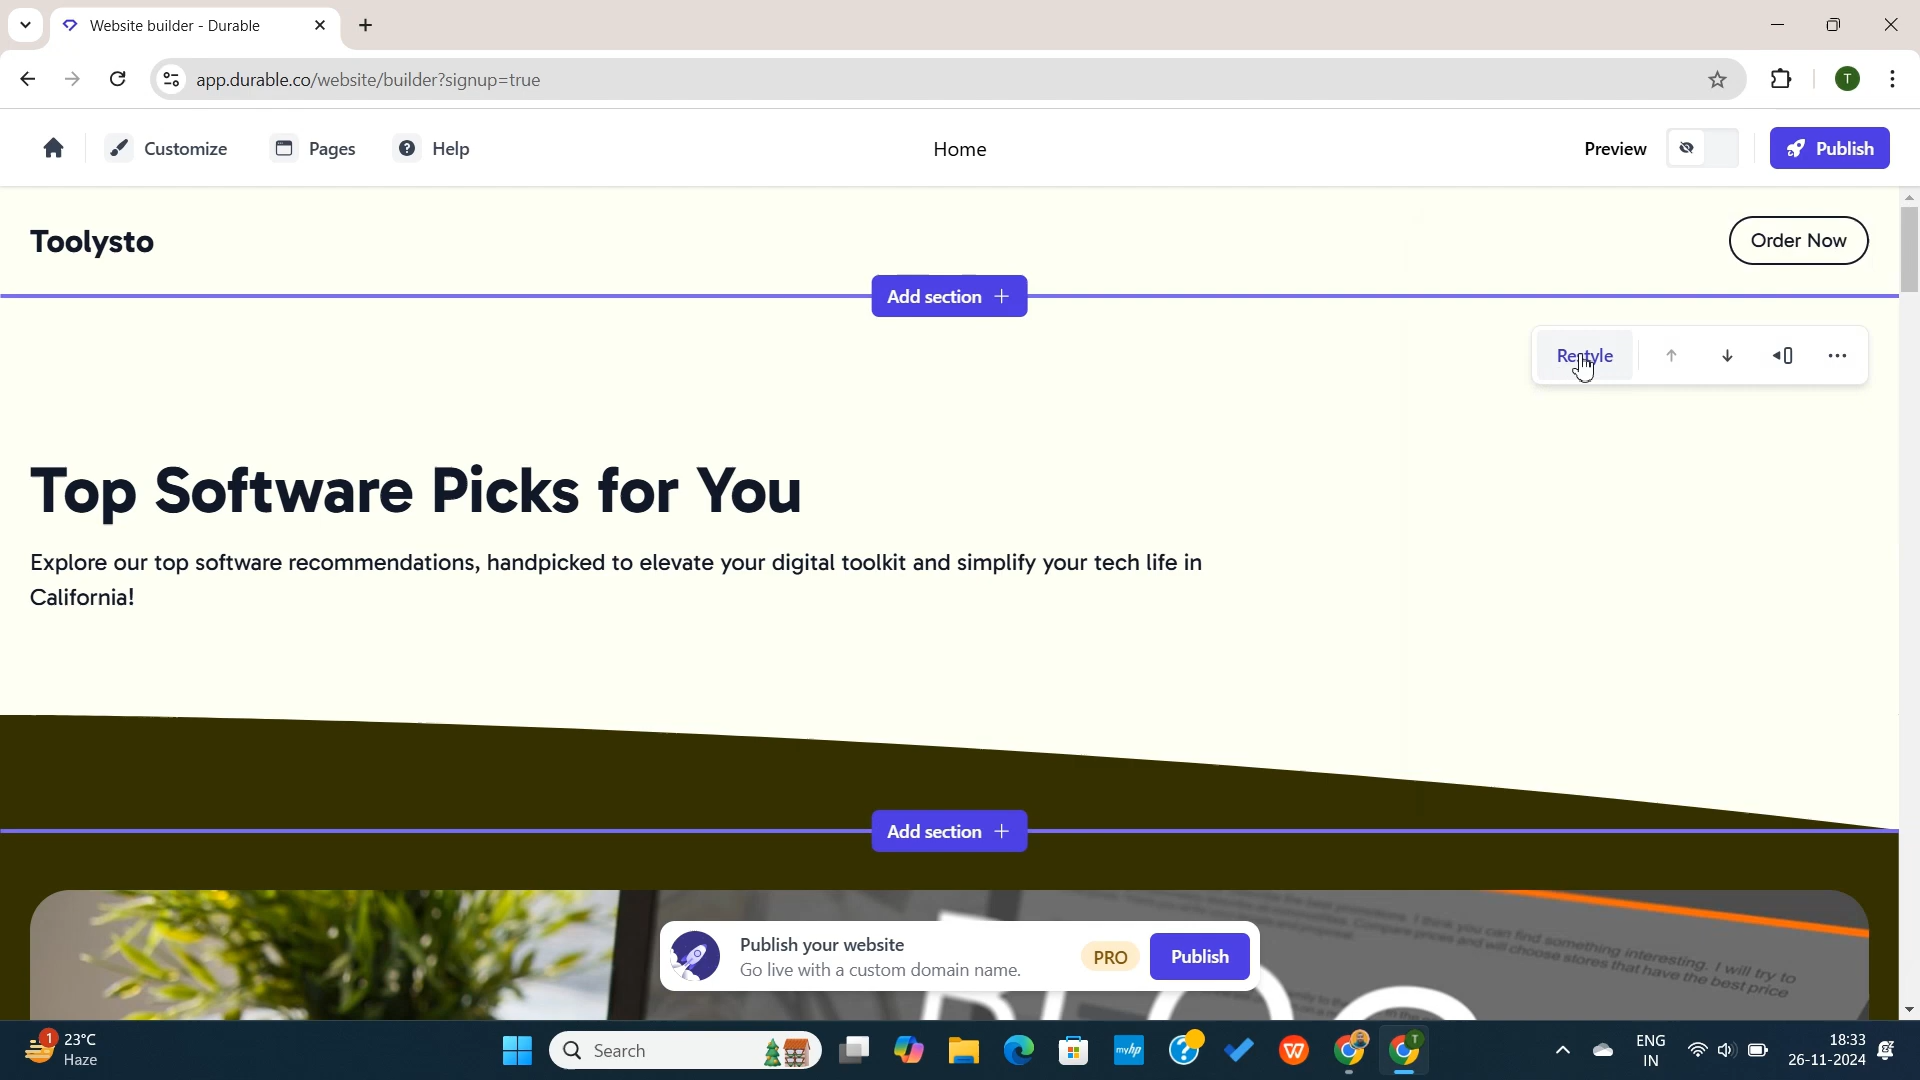 Website builder - Durable
app.durable.co/website/builder?signup=true
T
Customize
Pages
Help
Home
Preview
Publish
Toolysto
Order Now
Add section
Restyle
Top Software Picks for You
Explore our top software recommendations, handpicked to elevate your digital toolkit and simplify your tech life in
California!
Add section
BLOG
Publish your website
Go live with a custom domain name.
PRO
Publish
1
23°C
Haze
Search
myhp
T
ENG
IN
18:33
26-11-2024